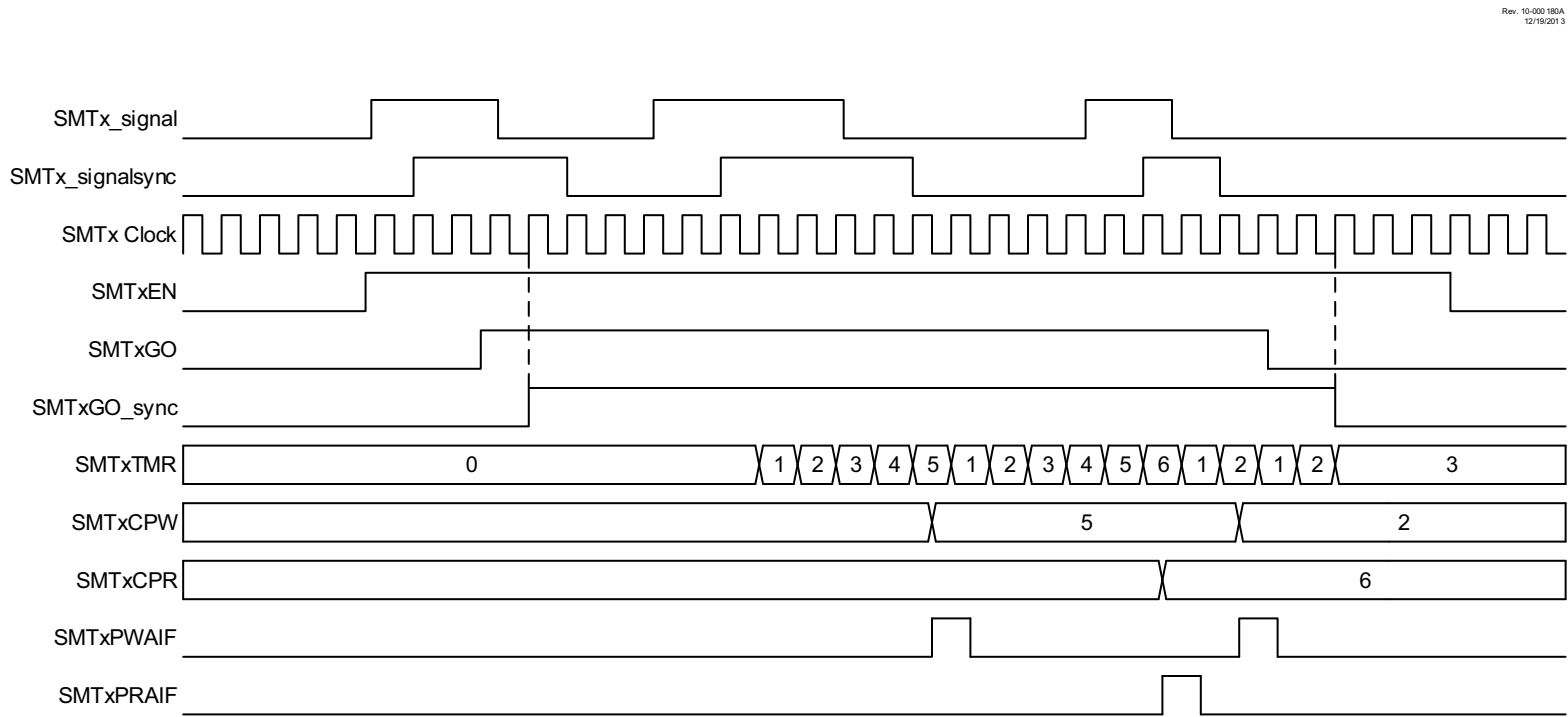 Rev. 10-000 180A
12/19/201 3
SMTx_signal
SMTx_signalsync
SMTx Clock
SMTxEN
SMTxGO
SMTxGO_sync
SMTxTMR 0 1 2 3 4 5 1 2 3 4 5 6 1 2 1 2 3
SMTxCPW 5 2
SMTxCPR 6
SMTxPWAIF
SMTxPRAIF